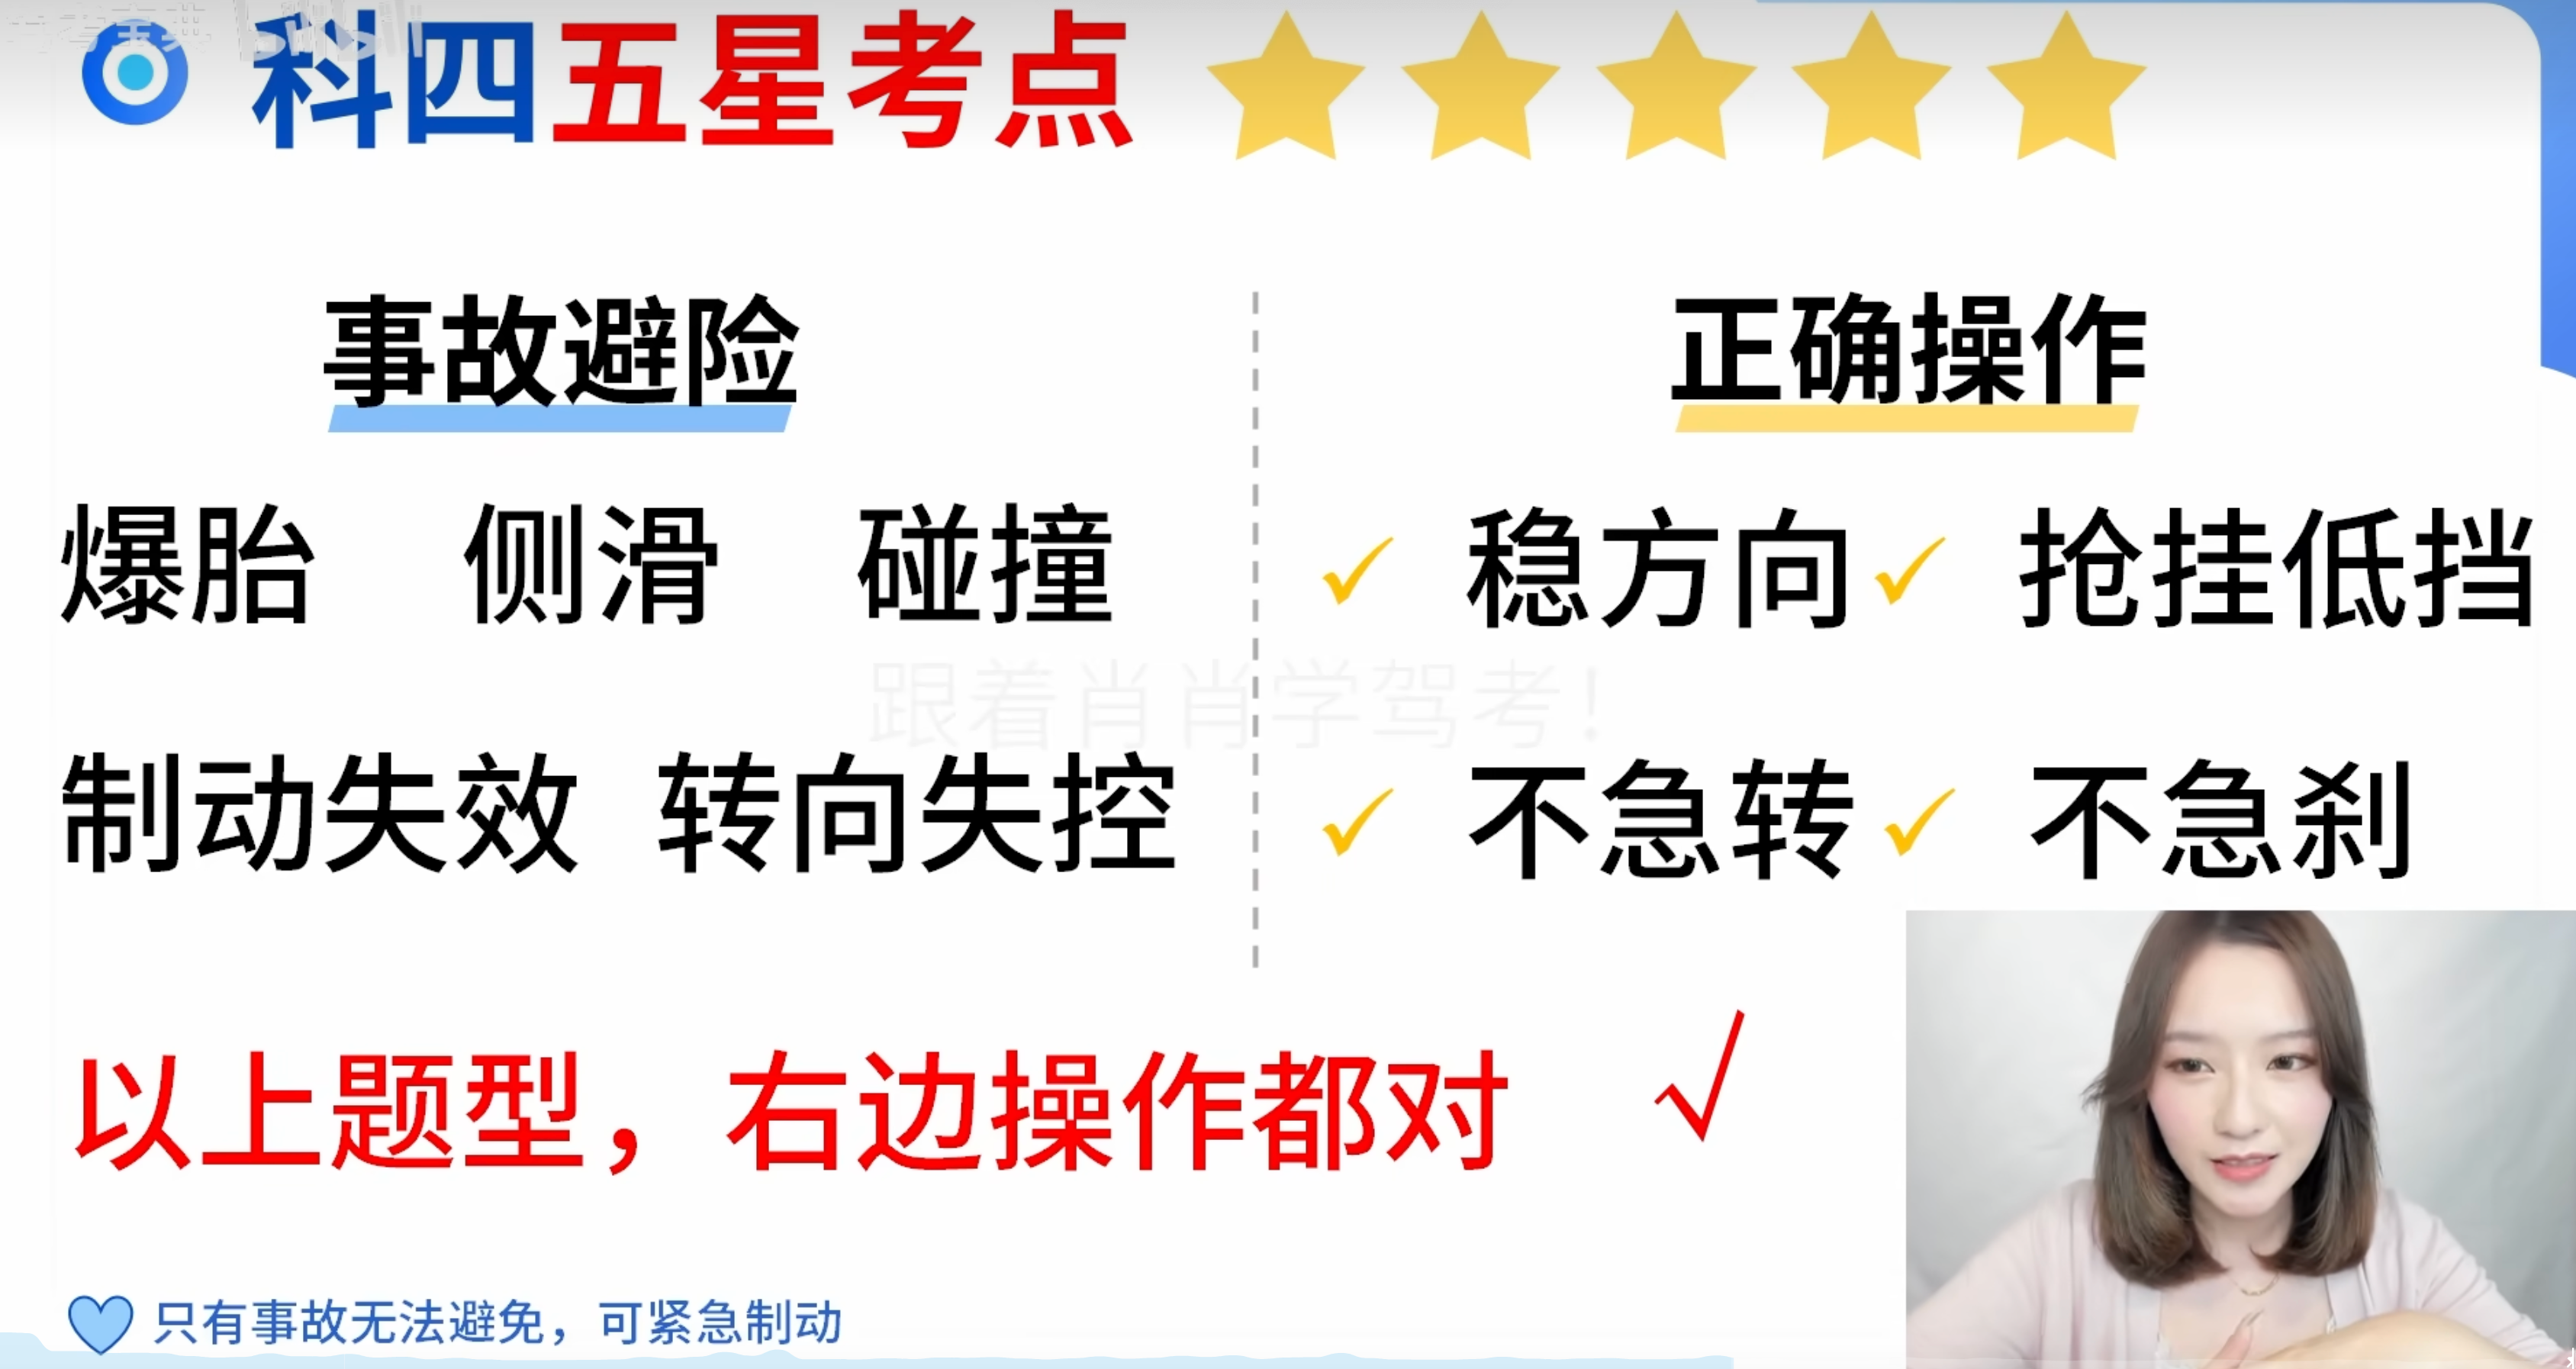 科四五星考点
事故避险
正确操作
爆胎 侧滑 碰撞
✓ 稳方向 ✓ 抢挂低挡
跟着肖肖学驾考！
制动失效 转向失控
✓ 不急转 ✓ 不急刹
以上题型，右边操作都对 √
只有事故无法避免，可紧急制动